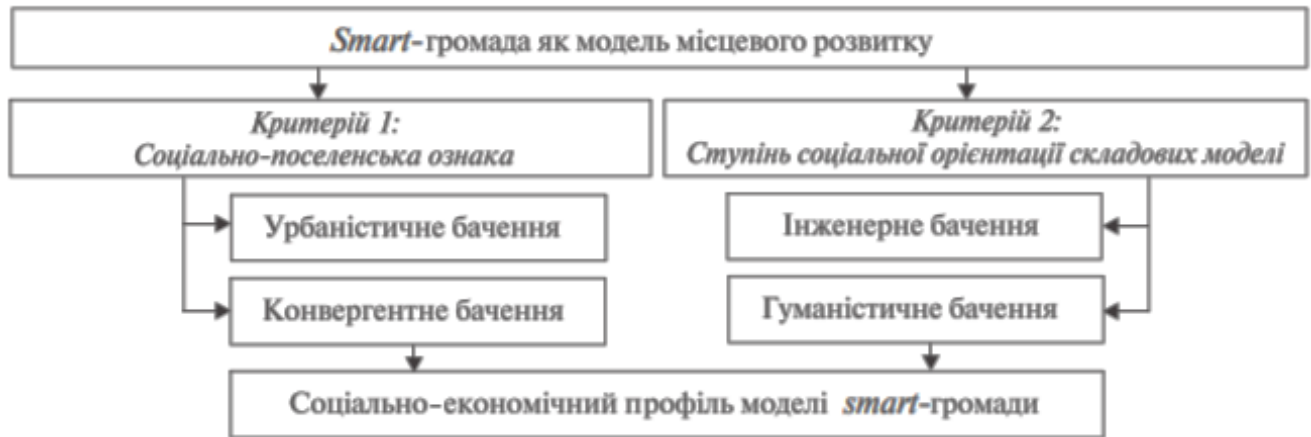 Smart-громада як модель місцевого розвитку
Критерій 1:
Соціально-поселенська ознака
Критерій 2:
Ступінь соціальної орієнтації складових моделі
Урбаністичне бачення
Конвергентне бачення
Інженерне бачення
Гуманістичне бачення
Соціально-економічний профіль моделі smart-громади